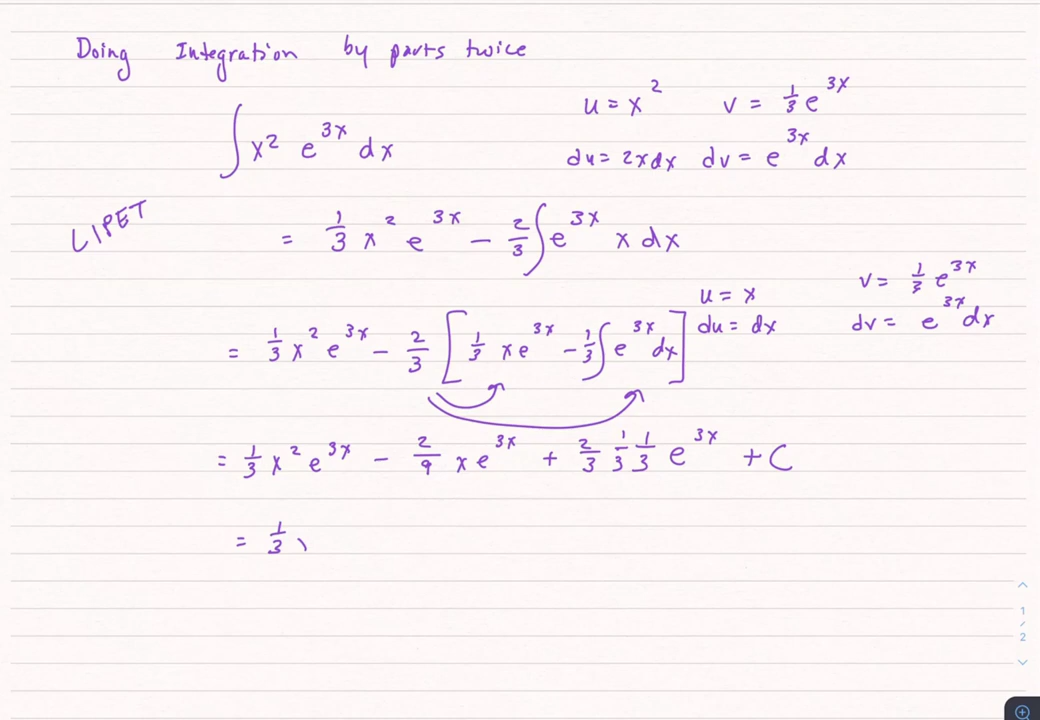 Doing Integration by parts twice
u = x² v = 1/3 e^3x
∫ x² e^3x dx
du = 2x dx dv = e^3x dx
LIPET
= 1/3 x² e^3x − 2/3 ∫ e^3x x dx
u = x v = 1/3 e^3x
du = dx dv = e^3x dx
= 1/3 x² e^3x − 2/3 [ 1/3 x e^3x − 1/3 ∫ e^3x dx ]
= 1/3 x² e^3x − 2/9 x e^3x + 2/3 1/3 1/3 e^3x + C
= 1/3
1
/
2